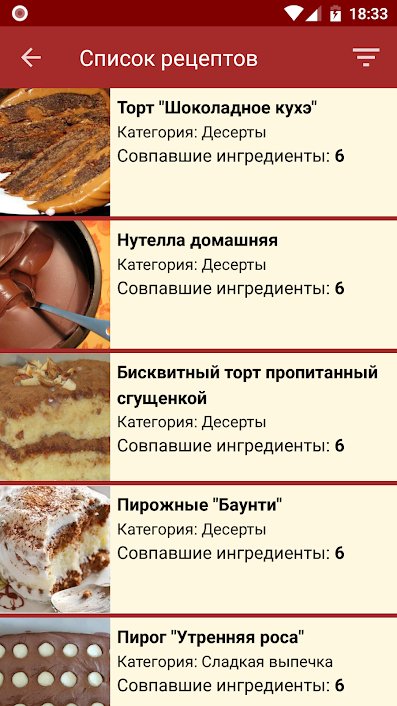 18:33
Список рецептов
Торт "Шоколадное кухэ"
Категория: Десерты
Совпавшие ингредиенты: 6
Нутелла домашняя
Категория: Десерты
Совпавшие ингредиенты: 6
Бисквитный торт пропитанный
сгущенкой
Категория: Десерты
Совпавшие ингредиенты: 6
Пирожные "Баунти"
Категория: Десерты
Совпавшие ингредиенты: 6
Пирог "Утренняя роса"
Категория: Сладкая выпечка
Совпавшие ингредиенты: 6